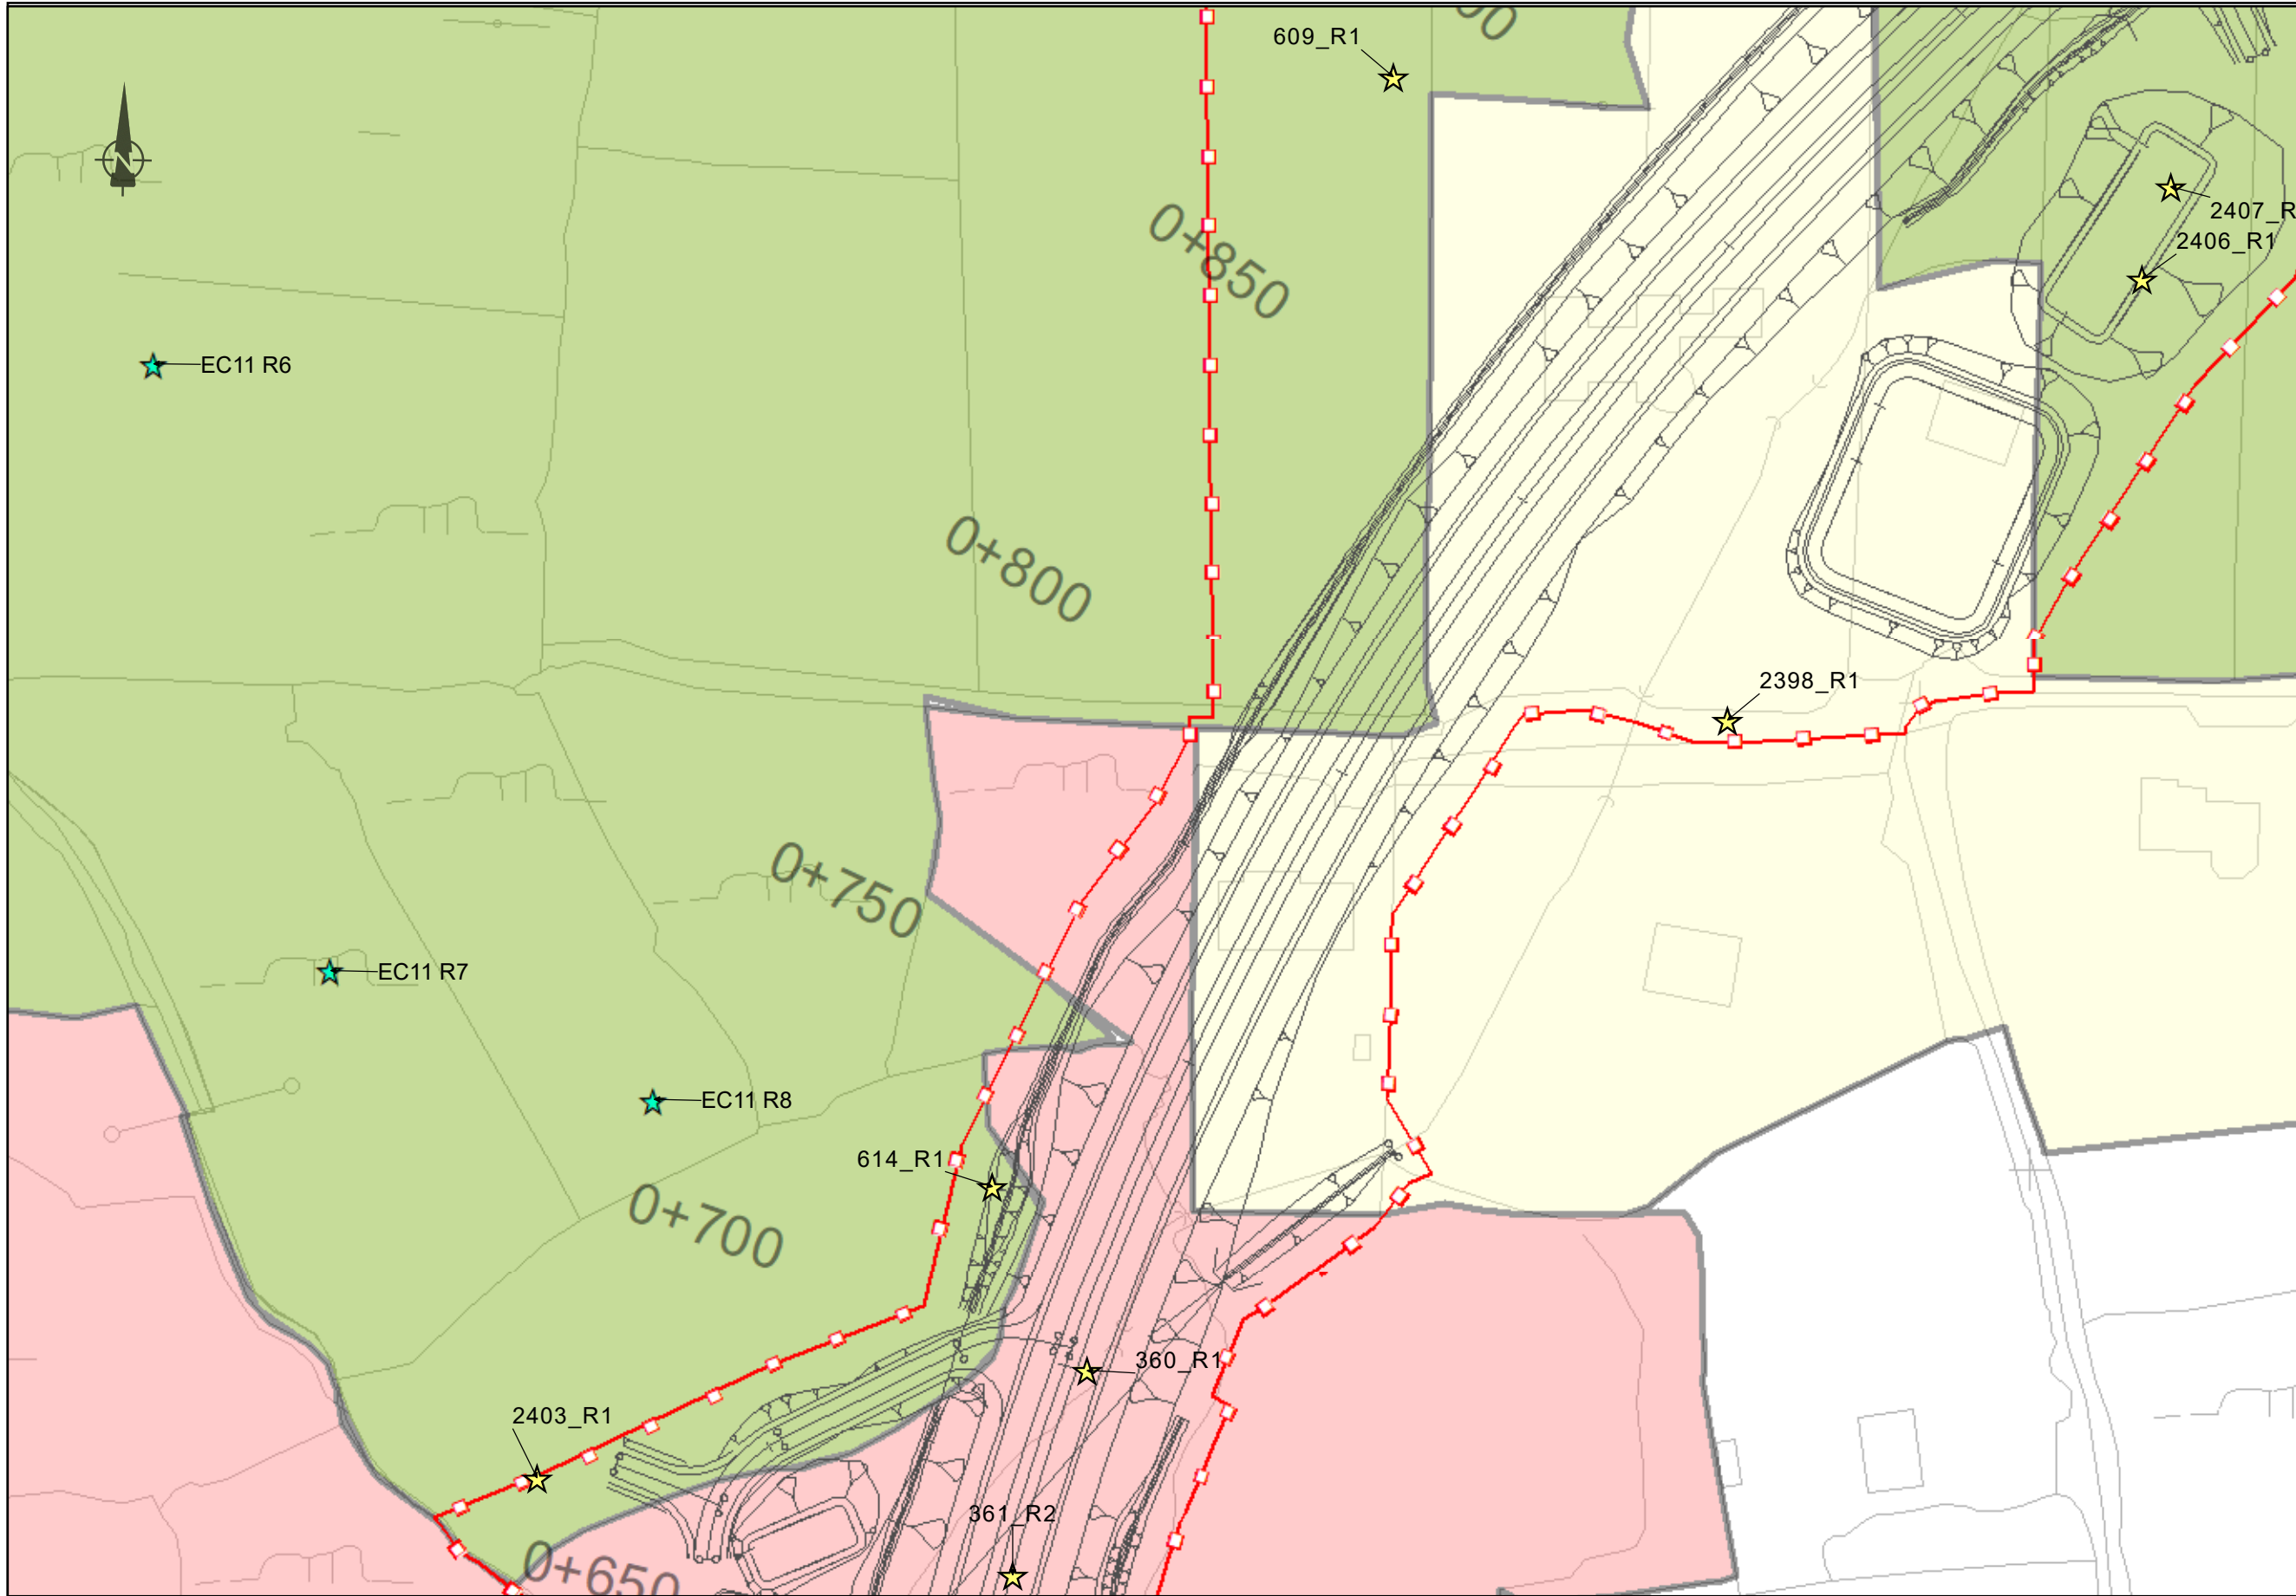 609_R1
0+850
2407_R
2406_R1
EC11 R6
0+800
2398_R1
0+750
EC11 R7
EC11 R8
614_R1
0+700
360_R1
2403_R1
361_R2
0+650
N